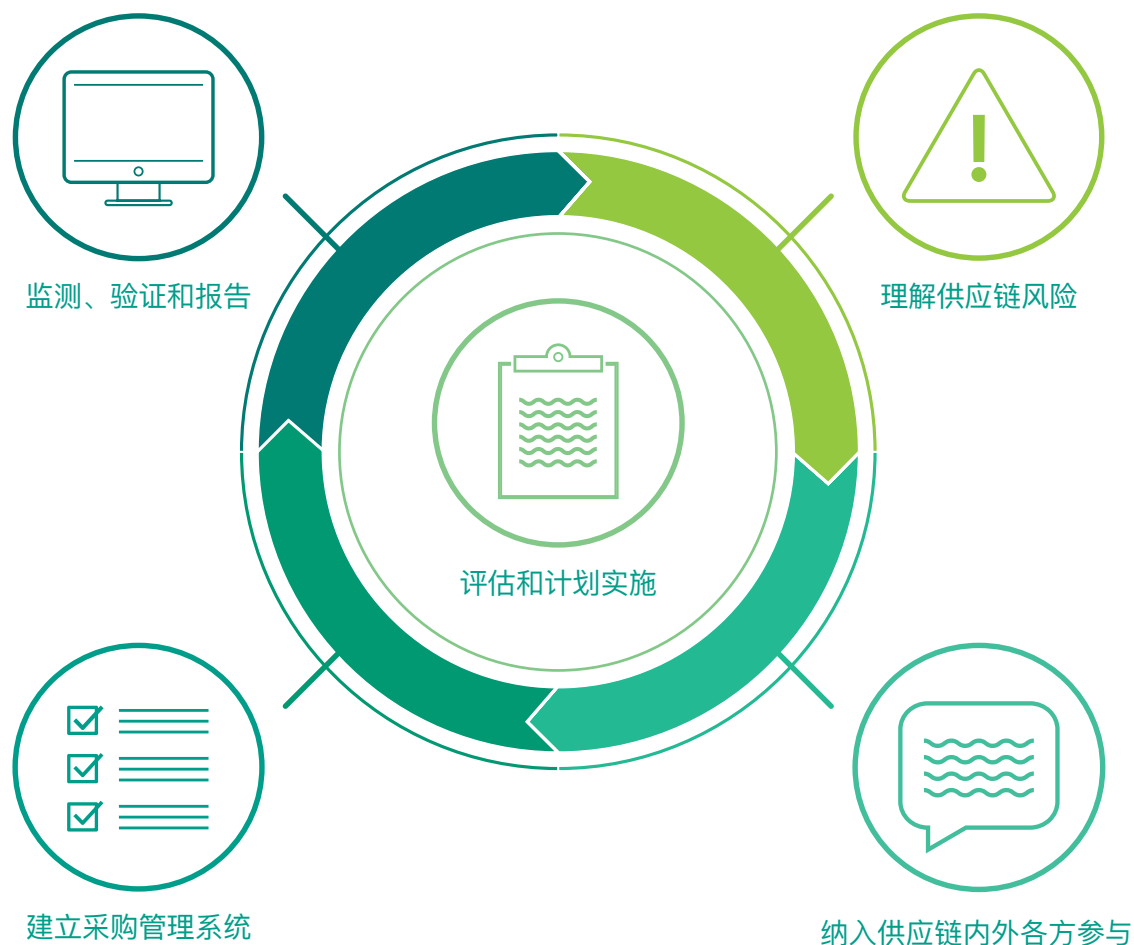 监测、验证和报告
理解供应链风险
评估和计划实施
建立采购管理系统
纳入供应链内外各方参与